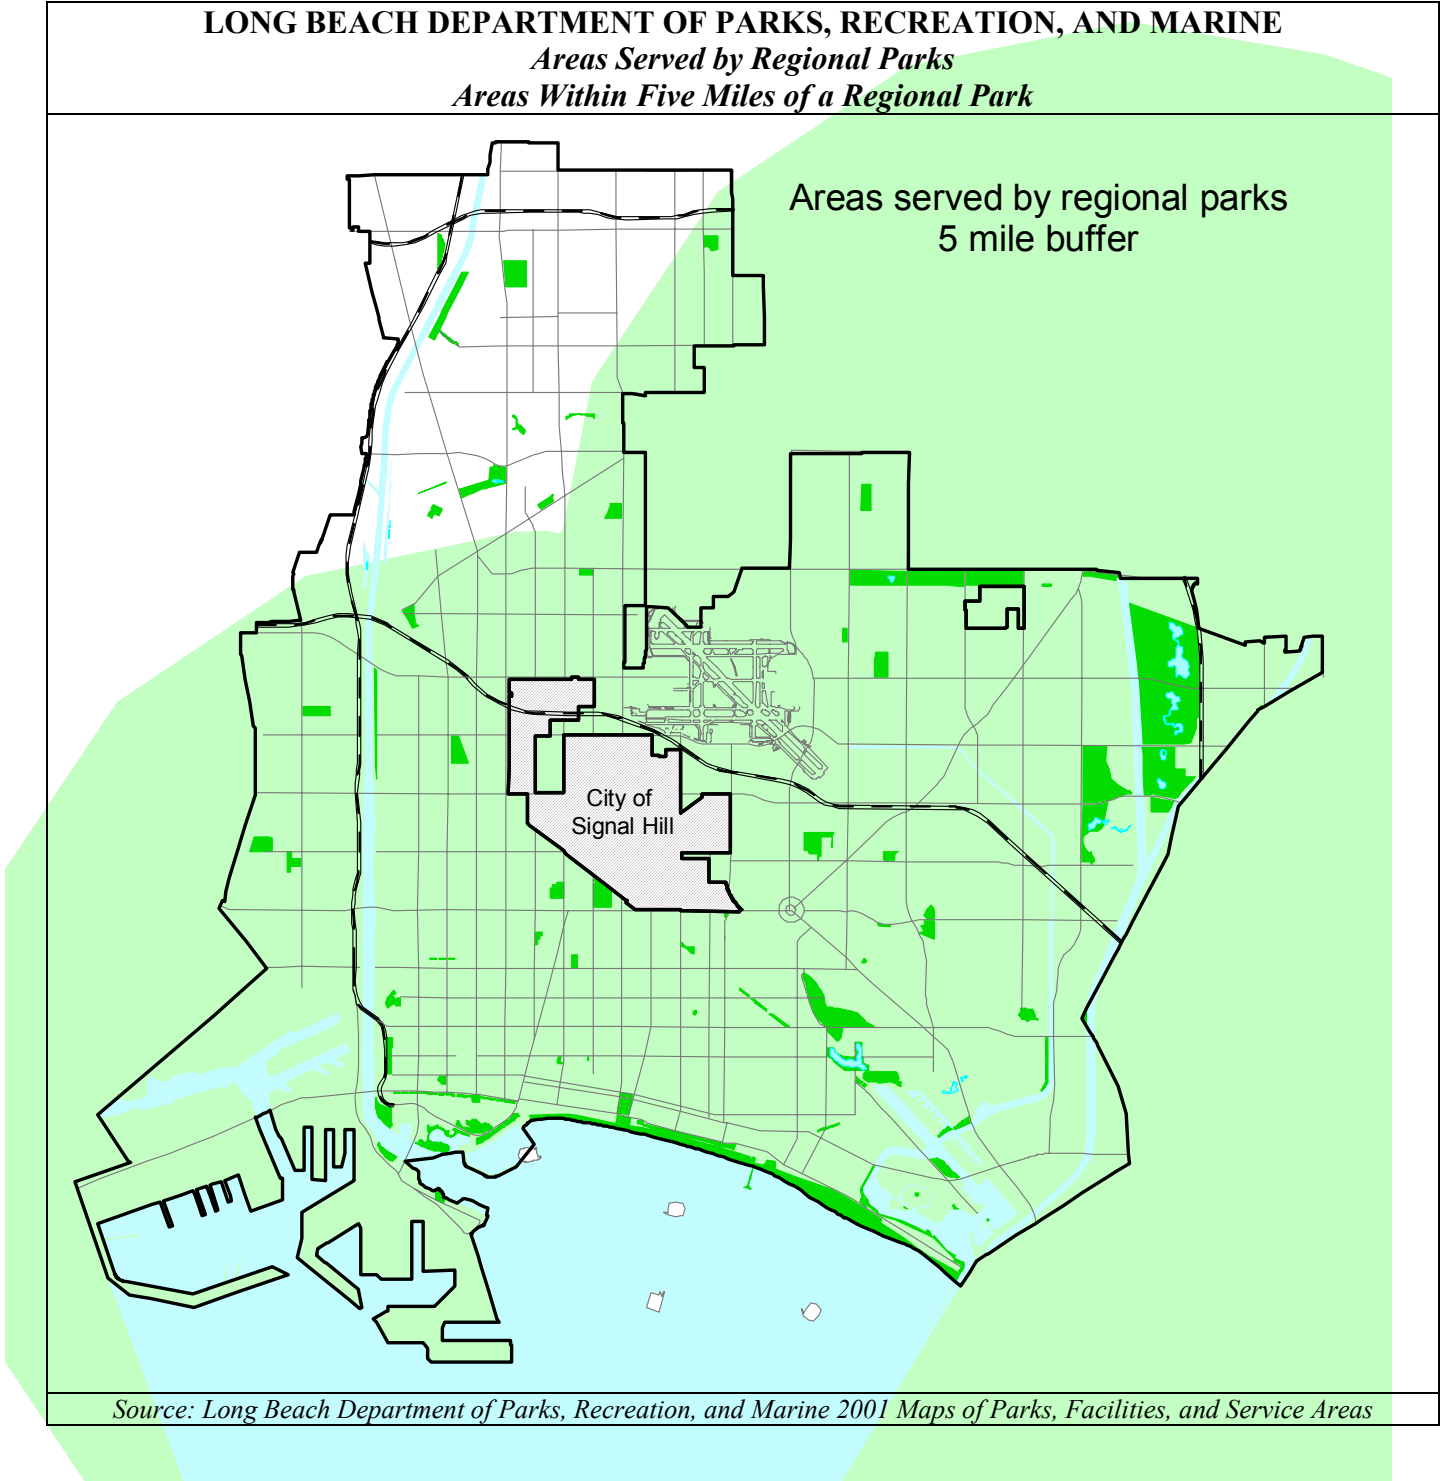 LONG BEACH DEPARTMENT OF PARKS, RECREATION, AND MARINE
Areas Served by Regional Parks
Areas Within Five Miles of a Regional Park
Areas served by regional parks
5 mile buffer
City of
Signal Hill
Source: Long Beach Department of Parks, Recreation, and Marine 2001 Maps of Parks, Facilities, and Service Areas